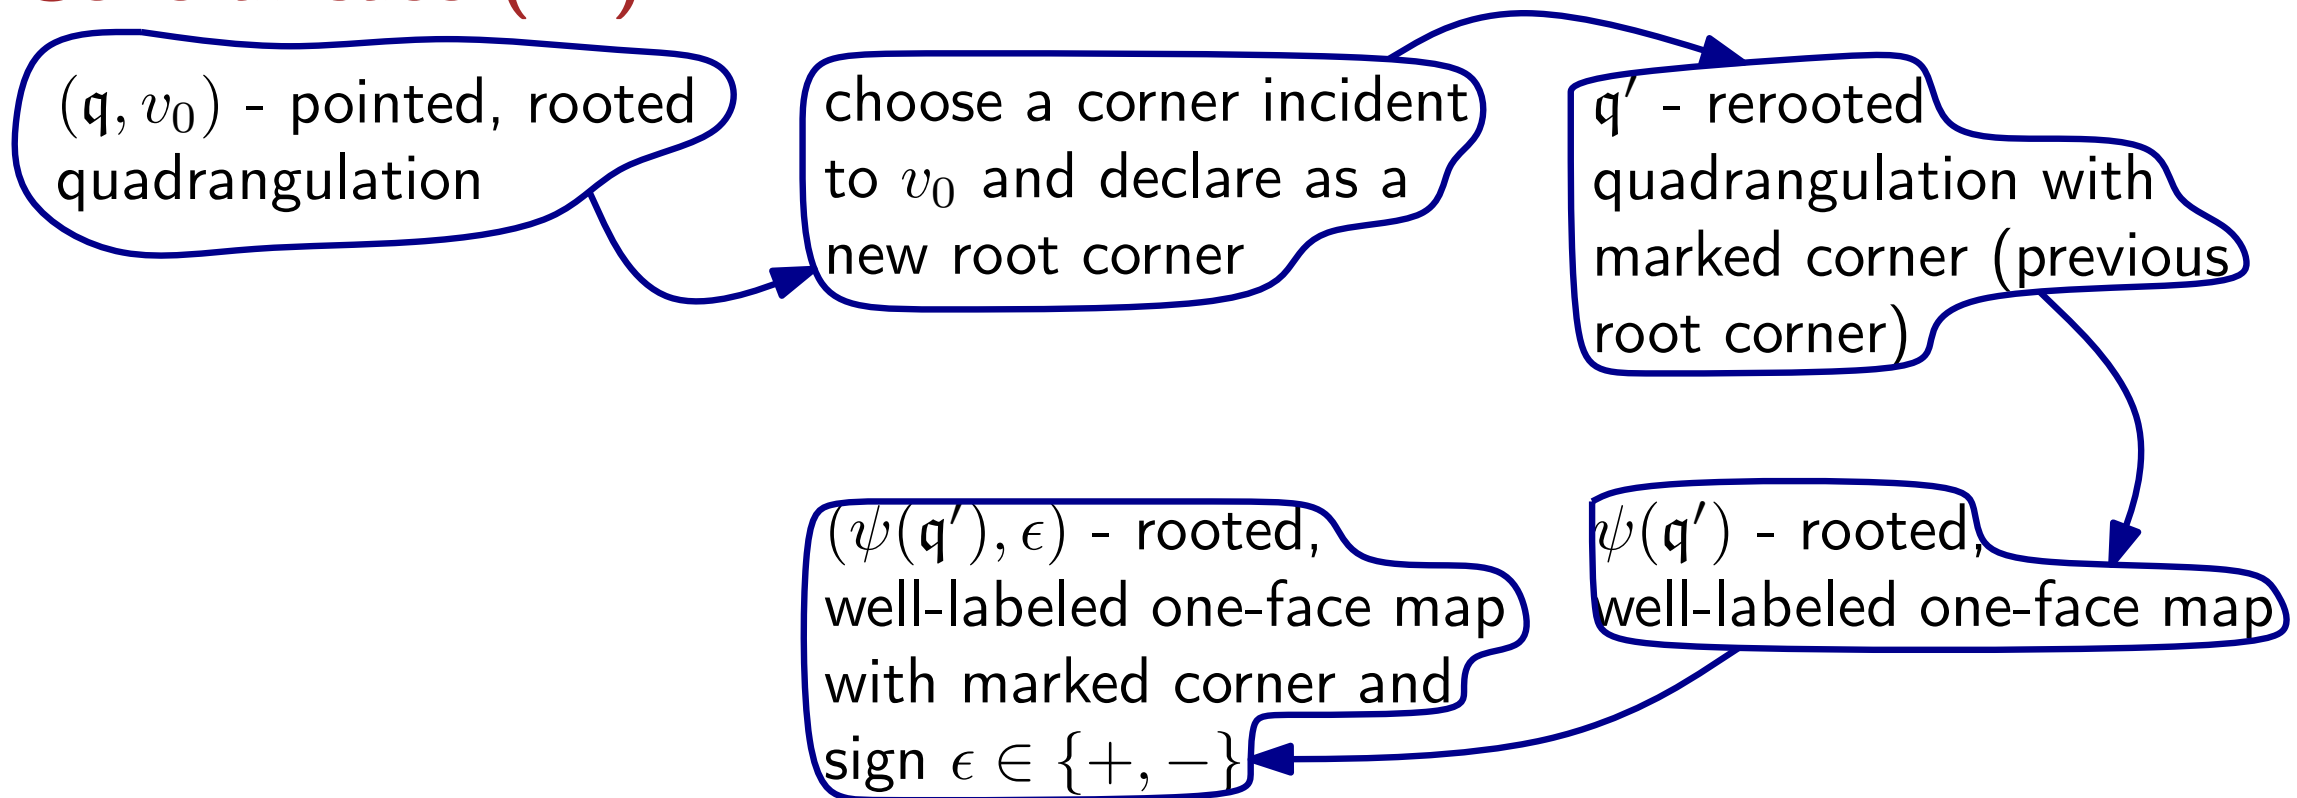 (𝔮, v₀) - pointed, rooted
quadrangulation
choose a corner incident
to v₀ and declare as a
new root corner
𝔮′ - rerooted
quadrangulation with
marked corner (previous
root corner)
ψ(𝔮′) - rooted,
well-labeled one-face map
(ψ(𝔮′), ϵ) - rooted,
well-labeled one-face map
with marked corner and
sign ϵ ∈ {+, −}